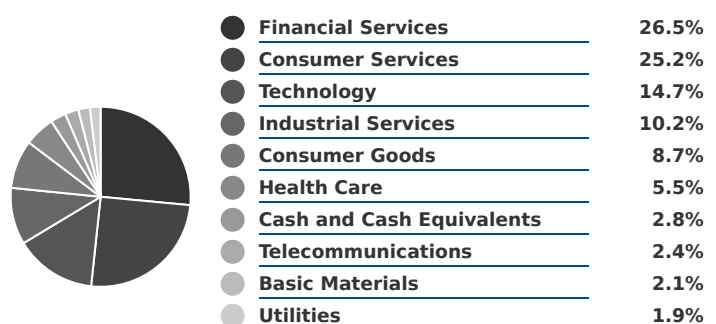 Financial Services 26.5%
Consumer Services 25.2%
Technology 14.7%
Industrial Services 10.2%
Consumer Goods 8.7%
Health Care 5.5%
Cash and Cash Equivalents 2.8%
Telecommunications 2.4%
Basic Materials 2.1%
Utilities 1.9%